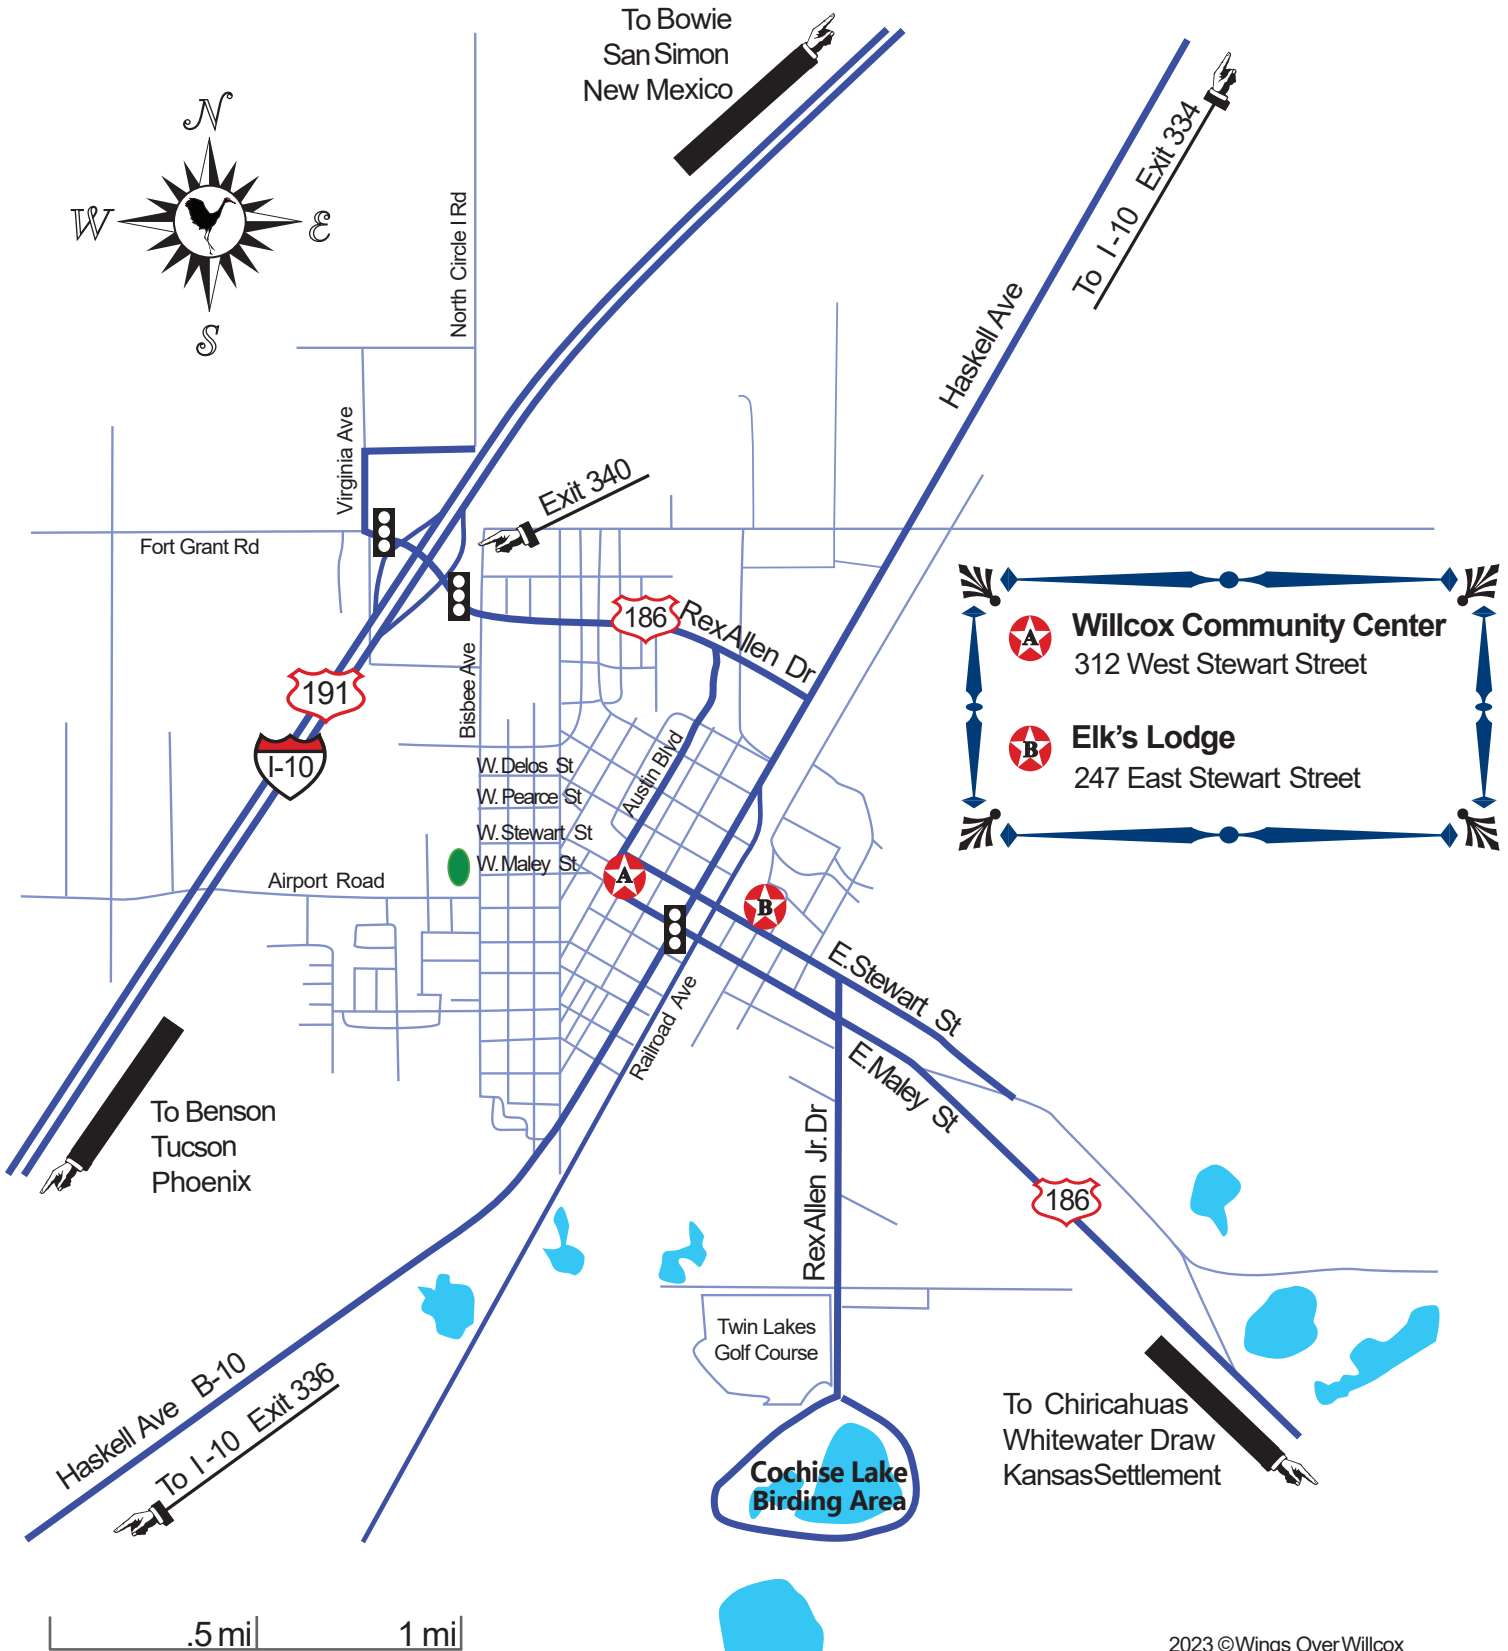 To Bowie
San Simon
New Mexico
N
W
E
S
North Circle I Rd
To I-10 Exit 334
Haskell Ave
Virginia Ave
Exit 340
Fort Grant Rd
186
RexAllen Dr
A
Willcox Community Center
312 West Stewart Street
B
Elk's Lodge
247 East Stewart Street
191
I-10
Bisbee Ave
Austin Blvd
W. Delos St
W. Pearce St
W. Stewart St
W. Maley St
Airport Road
A
B
E.Stewart St
Railroad Ave
E.Maley St
To Benson
Tucson
Phoenix
RexAllen Jr.Dr
186
Twin Lakes
Golf Course
Haskell Ave B-10
To I-10 Exit 336
To Chiricahuas
Whitewater Draw
KansasSettlement
Cochise Lake
Birding Area
.5 mi 1 mi
2023 ©Wings Over Willcox